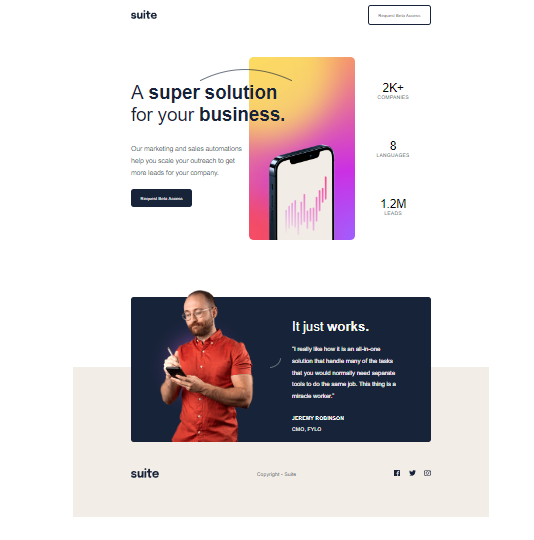 suite
Request Beta Access
A super solution
for your business.
Our marketing and sales automations
help you scale your outreach to get
more leads for your company.
Request Beta Access
2K+
COMPANIES
8
LANGUAGES
1.2M
LEADS
It just works.
"I really like how it is an all-in-one
solution that handle many of the tasks
that you would normally need separate
tools to do the same job. This thing is a
miracle worker."
JEREMY ROBINSON
CMO, FYLO
suite
Copyright - Suite